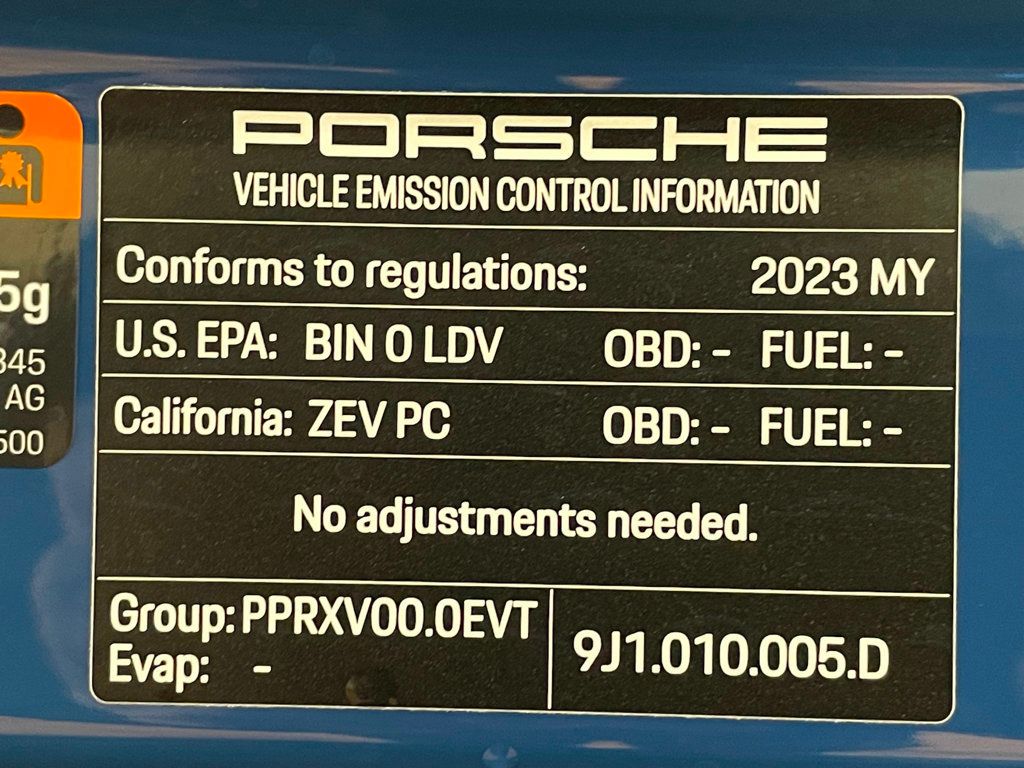 PORSCHE
VEHICLE EMISSION CONTROL INFORMATION
Conforms to regulations: 2023 MY
U.S. EPA: BIN 0 LDV OBD: - FUEL: -
California: ZEV PC OBD: - FUEL: -
No adjustments needed.
Group: PPRXV00.0EVT
Evap: -
9J1.010.005.D
5g
345
AG
500